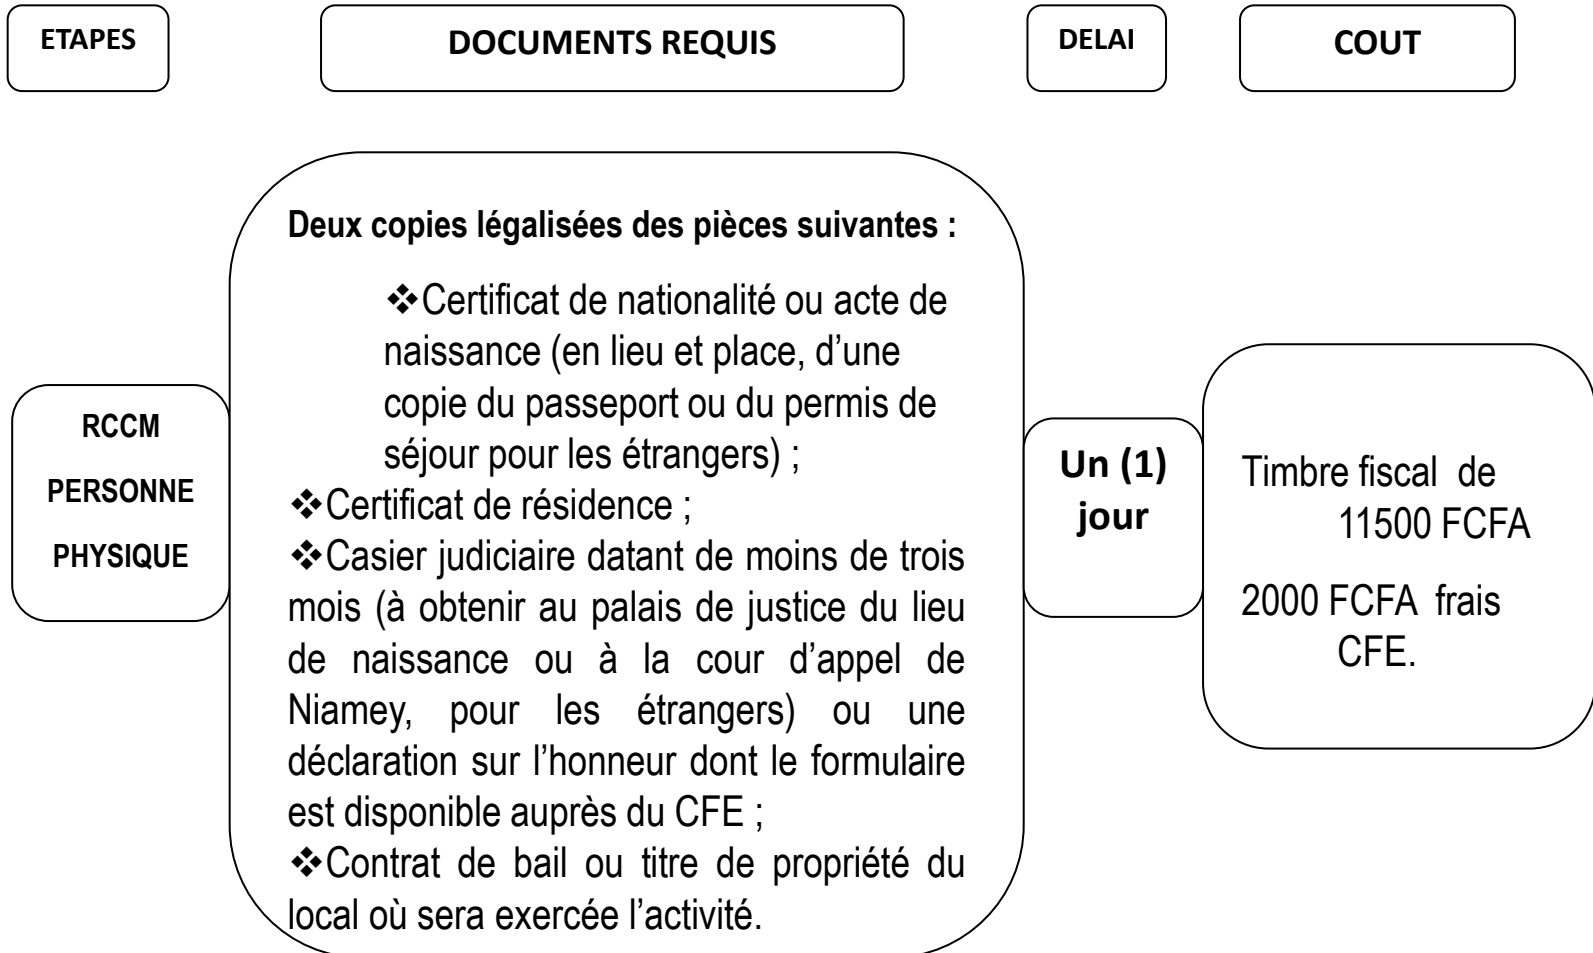 ETAPES
DOCUMENTS REQUIS
DELAI
COUT
RCCM
PERSONNE
PHYSIQUE
Deux copies légalisées des pièces suivantes :
❖Certificat de nationalité ou acte de
naissance (en lieu et place, d’une
copie du passeport ou du permis de
séjour pour les étrangers) ;
❖Certificat de résidence ;
❖Casier judiciaire datant de moins de trois
mois (à obtenir au palais de justice du lieu
de naissance ou à la cour d’appel de
Niamey, pour les étrangers) ou une
déclaration sur l’honneur dont le formulaire
est disponible auprès du CFE ;
❖Contrat de bail ou titre de propriété du
local où sera exercée l’activité.
Un (1)
jour
Timbre fiscal de
11500 FCFA
2000 FCFA frais
CFE.